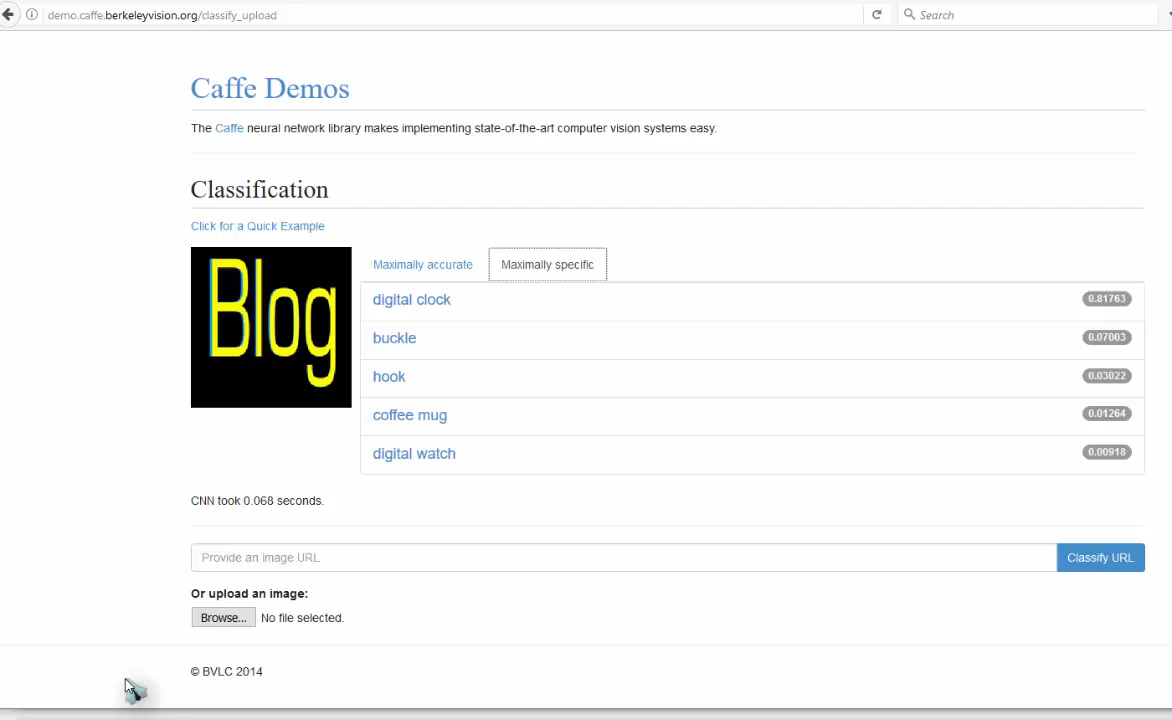 demo.caffe.berkeleyvision.org/classify_upload
Search
Caffe Demos
The Caffe neural network library makes implementing state-of-the-art computer vision systems easy.
Classification
Click for a Quick Example
Blog
Maximally accurate
Maximally specific
digital clock 0.81763
buckle 0.07003
hook 0.03022
coffee mug 0.01264
digital watch 0.00918
CNN took 0.068 seconds.
Provide an image URL
Classify URL
Or upload an image:
Browse... No file selected.
© BVLC 2014